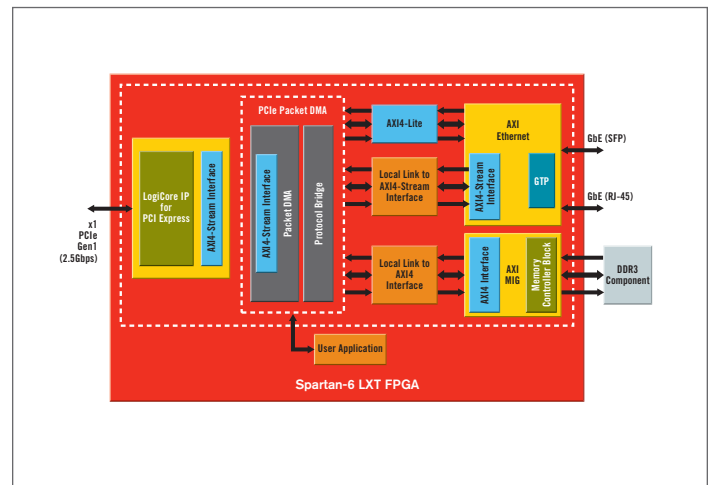 PCIe Packet DMA
AXI4-Lite
AXI
Ethernet
GbE (SFP)
LogiCore IP
for
PCI Express
AXI4-Stream Interface
AXI4-Stream Interface
Packet DMA
Protocol Bridge
Local Link to
AXI4-Stream
Interface
AXI4-Stream
Interface
GTP
GbE (RJ-45)
x1
PCIe
Gen1
(2.5Gbps)
Local Link to
AXI4
Interface
AXI4 Interface
AXI
MIG
Memory
Controller Block
DDR3
Component
User Application
Spartan-6 LXT FPGA